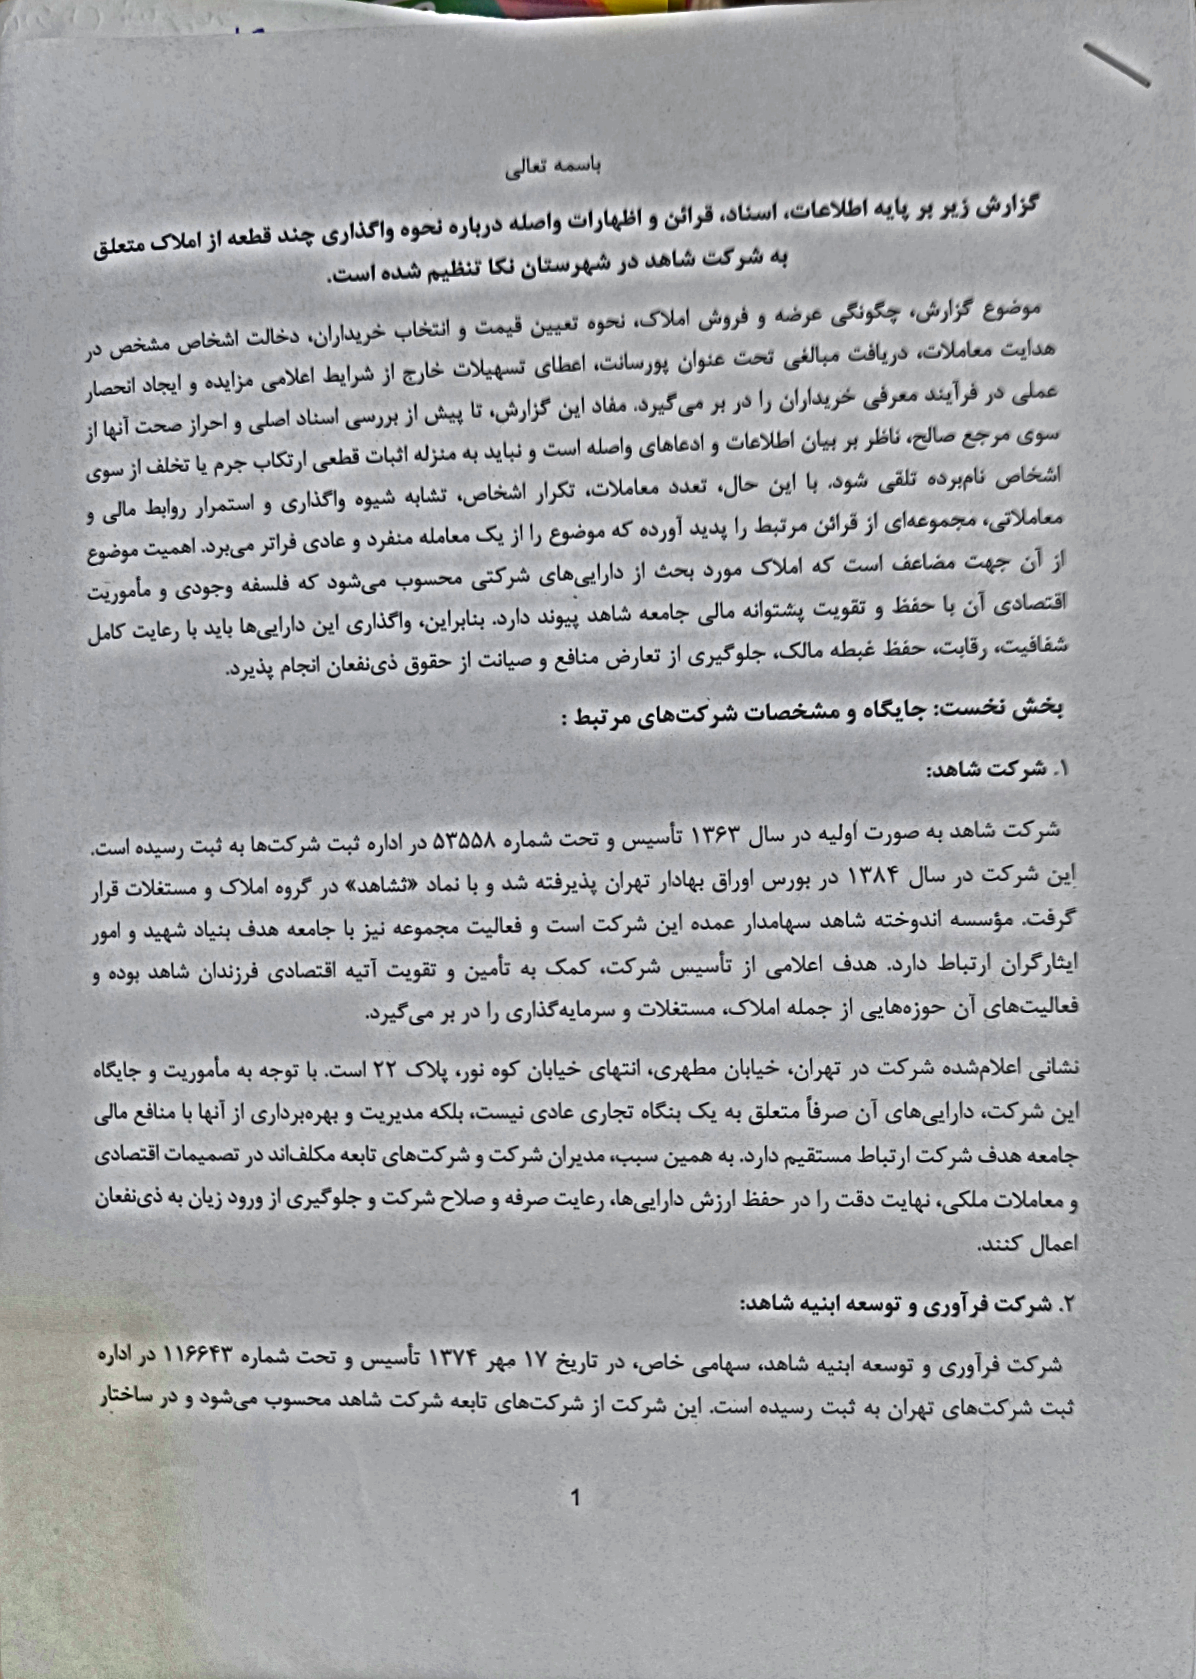 باسمه تعالی
گزارش زیر بر پایه اطلاعات، اسناد، قرائن و اظهارات واصله درباره نحوه واگذاری چند قطعه از املاک متعلق
به شرکت شاهد در شهرستان نکا تنظیم شده است.
موضوع گزارش، چگونگی عرضه و فروش املاک، نحوه تعیین قیمت و انتخاب خریداران، دخالت اشخاص مشخص در
هدایت معاملات، دریافت مبالغی تحت عنوان پورسانت، اعطای تسهیلات خارج از شرایط اعلامی مزایده و ایجاد انحصار
عملی در فرآیند معرفی خریداران را در بر می‌گیرد. مفاد این گزارش، تا پیش از بررسی اسناد اصلی و احراز صحت آنها از
سوی مرجع صالح، ناظر بر بیان اطلاعات و ادعاهای واصله است و نباید به منزله اثبات قطعی ارتکاب جرم یا تخلف از سوی
اشخاص نام‌برده تلقی شود. با این حال، تعدد معاملات، تکرار اشخاص، تشابه شیوه واگذاری و استمرار روابط مالی و
معاملاتی، مجموعه‌ای از قرائن مرتبط را پدید آورده که موضوع را از یک معامله منفرد و عادی فراتر می‌برد. اهمیت موضوع
از آن جهت مضاعف است که املاک مورد بحث از دارایی‌های شرکتی محسوب می‌شود که فلسفه وجودی و مأموریت
اقتصادی آن با حفظ و تقویت پشتوانه مالی جامعه شاهد پیوند دارد. بنابراین، واگذاری این دارایی‌ها باید با رعایت کامل
شفافیت، رقابت، حفظ غبطه مالک، جلوگیری از تعارض منافع و صیانت از حقوق ذی‌نفعان انجام پذیرد.
بخش نخست: جایگاه و مشخصات شرکت‌های مرتبط :
۱. شرکت شاهد:
شرکت شاهد به صورت اولیه در سال ۱۳۶۳ تأسیس و تحت شماره ۵۳۵۵۸ در اداره ثبت شرکت‌ها به ثبت رسیده است.
این شرکت در سال ۱۳۸۴ در بورس اوراق بهادار تهران پذیرفته شد و با نماد «ثشاهد» در گروه املاک و مستغلات قرار
گرفت. مؤسسه اندوخته شاهد سهامدار عمده این شرکت است و فعالیت مجموعه نیز با جامعه هدف بنیاد شهید و امور
ایثارگران ارتباط دارد. هدف اعلامی از تأسیس شرکت، کمک به تأمین و تقویت آتیه اقتصادی فرزندان شاهد بوده و
فعالیت‌های آن حوزه‌هایی از جمله املاک، مستغلات و سرمایه‌گذاری را در بر می‌گیرد.
نشانی اعلام‌شده شرکت در تهران، خیابان مطهری، انتهای خیابان کوه نور، پلاک ۲۲ است. با توجه به مأموریت و جایگاه
این شرکت، دارایی‌های آن صرفاً متعلق به یک بنگاه تجاری عادی نیست، بلکه مدیریت و بهره‌برداری از آنها با منافع مالی
جامعه هدف شرکت ارتباط مستقیم دارد. به همین سبب، مدیران شرکت و شرکت‌های تابعه مکلف‌اند در تصمیمات اقتصادی
و معاملات ملکی، نهایت دقت را در حفظ ارزش دارایی‌ها، رعایت صرفه و صلاح شرکت و جلوگیری از ورود زیان به ذی‌نفعان
اعمال کنند.
۲. شرکت فرآوری و توسعه ابنیه شاهد:
شرکت فرآوری و توسعه ابنیه شاهد، سهامی خاص، در تاریخ ۱۷ مهر ۱۳۷۴ تأسیس و تحت شماره ۱۱۶۶۴۳ در اداره
ثبت شرکت‌های تهران به ثبت رسیده است. این شرکت از شرکت‌های تابعه شرکت شاهد محسوب می‌شود و در ساختار
1